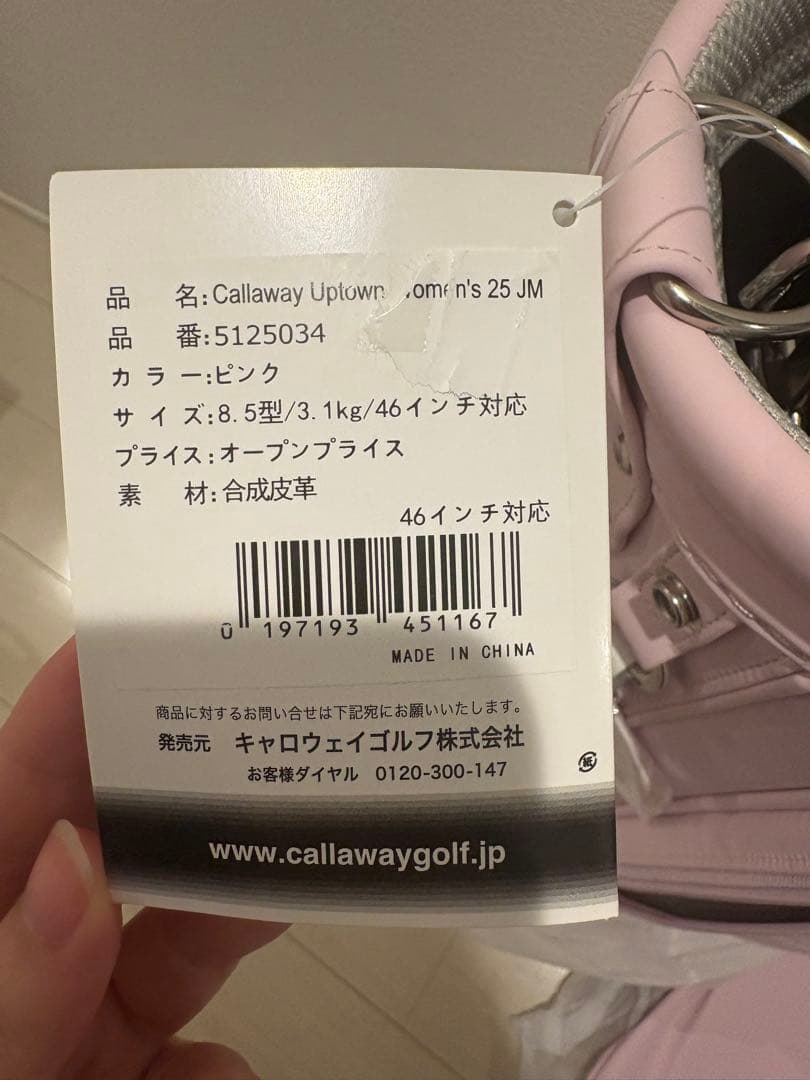 品 名:Callaway Uptown 25 JM
品 番:5125034
カラー:ピンク
サイズ:8.5型/3.1kg/46インチ対応
プライス:オープンプライス
素 材:合成皮革
46インチ対応
0 197193 451167
MADE IN CHINA
商品に対するお問い合せは下記宛にお願いいたします。
発売元 キャロウェイゴルフ株式会社
お客様ダイヤル 0120-300-147
紙
www.callawaygolf.jp